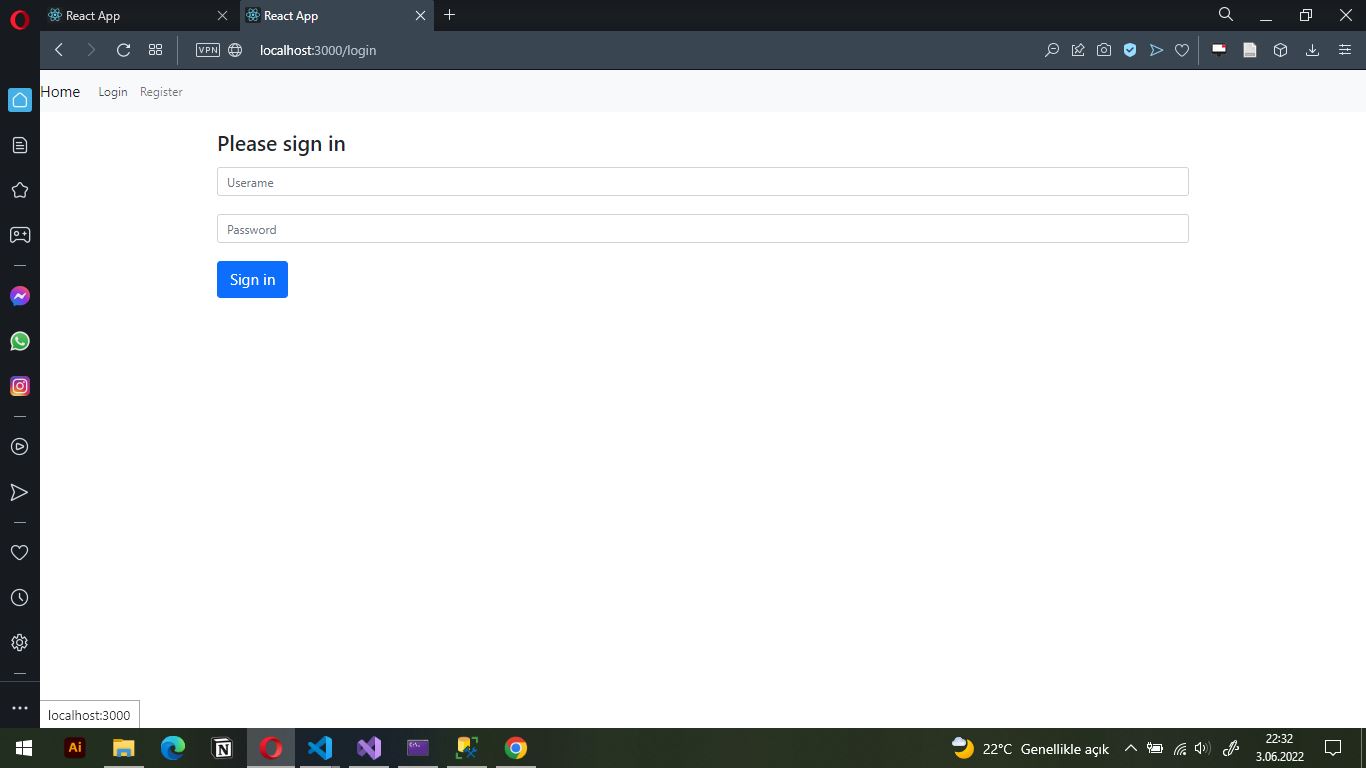 React App
React App
VPN
localhost:3000/login
Home Login Register
Please sign in
Userame
Password
Sign in
localhost:3000
Ai
22°C Genellikle açık
22:32
3.06.2022